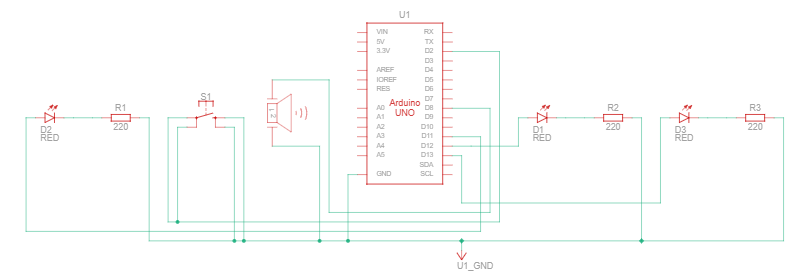 U1
VIN
5V
3.3V
AREF
IOREF
RES
A0
A1
A2
A3
A4
A5
GND
Arduino
UNO
RX
TX
D2
D3
D4
D5
D6
D7
D8
D9
D10
D11
D12
D13
SDA
SCL
D2
RED
R1
220
S1
1
2
D1
RED
R2
220
D3
RED
R3
220
U1_GND